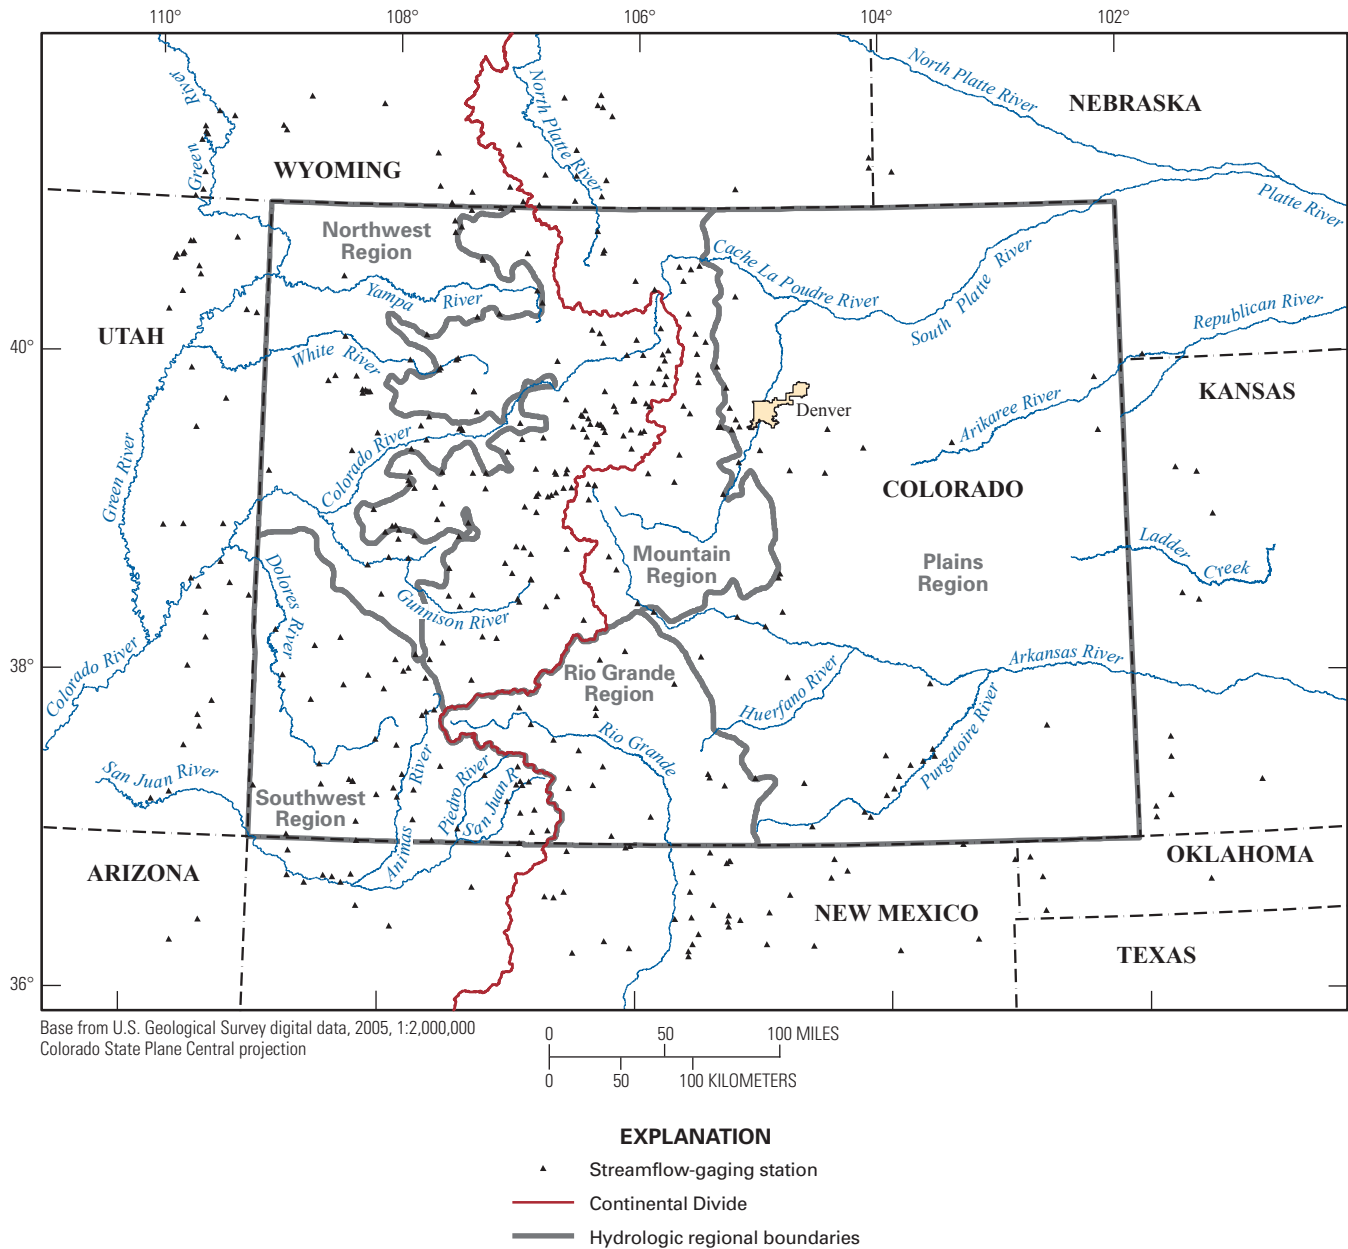 110°
108°
106°
104°
102°
North Platte River
NEBRASKA
River
Green
North Platte River
WYOMING
Platte River
Northwest
Region
Cache La Poudre River
South Platte River
Yampa
River
Republican River
UTAH
40°
White River
KANSAS
Denver
Arikaree River
Colorado River
Green River
COLORADO
Mountain
Region
Plains
Region
Ladder
Creek
Dolores River
Gunnison River
Colorado River
38°
Arkansas River
Rio Grande
Region
Huerfano River
Purgatoire River
Rio Grande
San Juan River
Southwest
Region
Animas
River
Piedro River
San Juan R
ARIZONA
OKLAHOMA
NEW MEXICO
TEXAS
36°
Base from U.S. Geological Survey digital data, 2005, 1:2,000,000
Colorado State Plane Central projection
0 50 100 MILES
0 50 100 KILOMETERS
EXPLANATION
Streamflow-gaging station
Continental Divide
Hydrologic regional boundaries